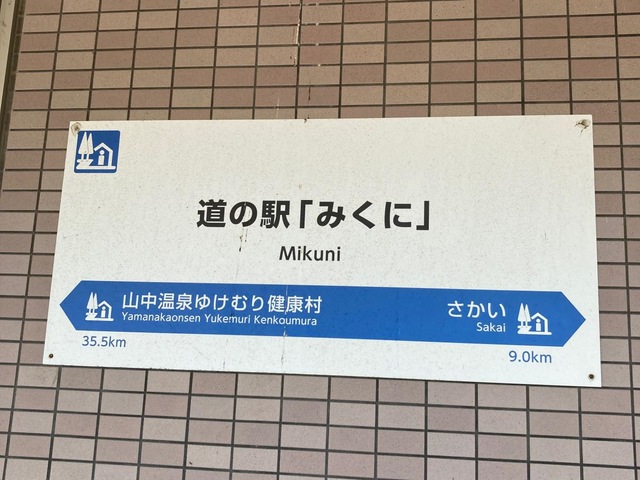 道の駅「みくに」
Mikuni
山中温泉ゆけむり健康村
Yamanakaonsen Yukemuri Kenkoumura
さかい
Sakai
35.5km
9.0km